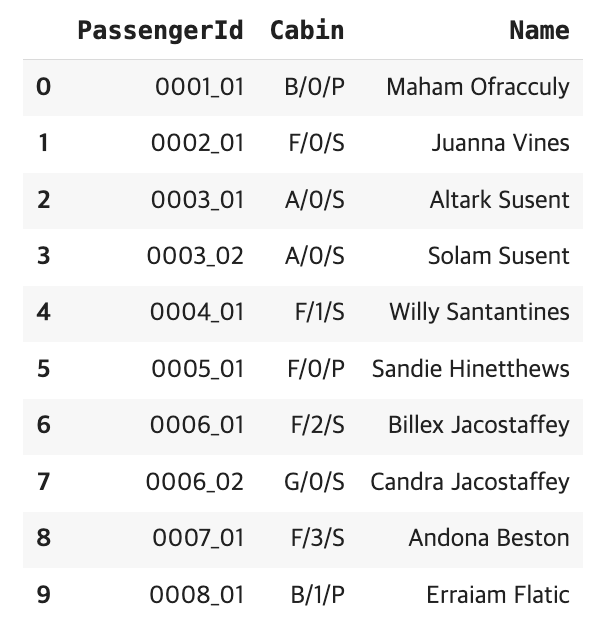 PassengerId Cabin Name
0 0001_01 B/0/P Maham Ofracculy
1 0002_01 F/0/S Juanna Vines
2 0003_01 A/0/S Altark Susent
3 0003_02 A/0/S Solam Susent
4 0004_01 F/1/S Willy Santantines
5 0005_01 F/0/P Sandie Hinetthews
6 0006_01 F/2/S Billex Jacostaffey
7 0006_02 G/0/S Candra Jacostaffey
8 0007_01 F/3/S Andona Beston
9 0008_01 B/1/P Erraiam Flatic